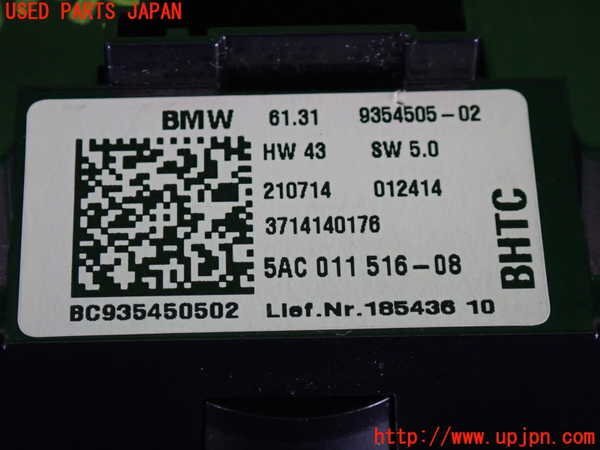 USED PARTS JAPAN
BMW 61.31 9354505-02
HW 43 SW 5.0
210714 012414
3714140176
5AC 011 516-08
BC935450502 Lief.Nr.185436 10
BHTC
http://www.upjpn.com/